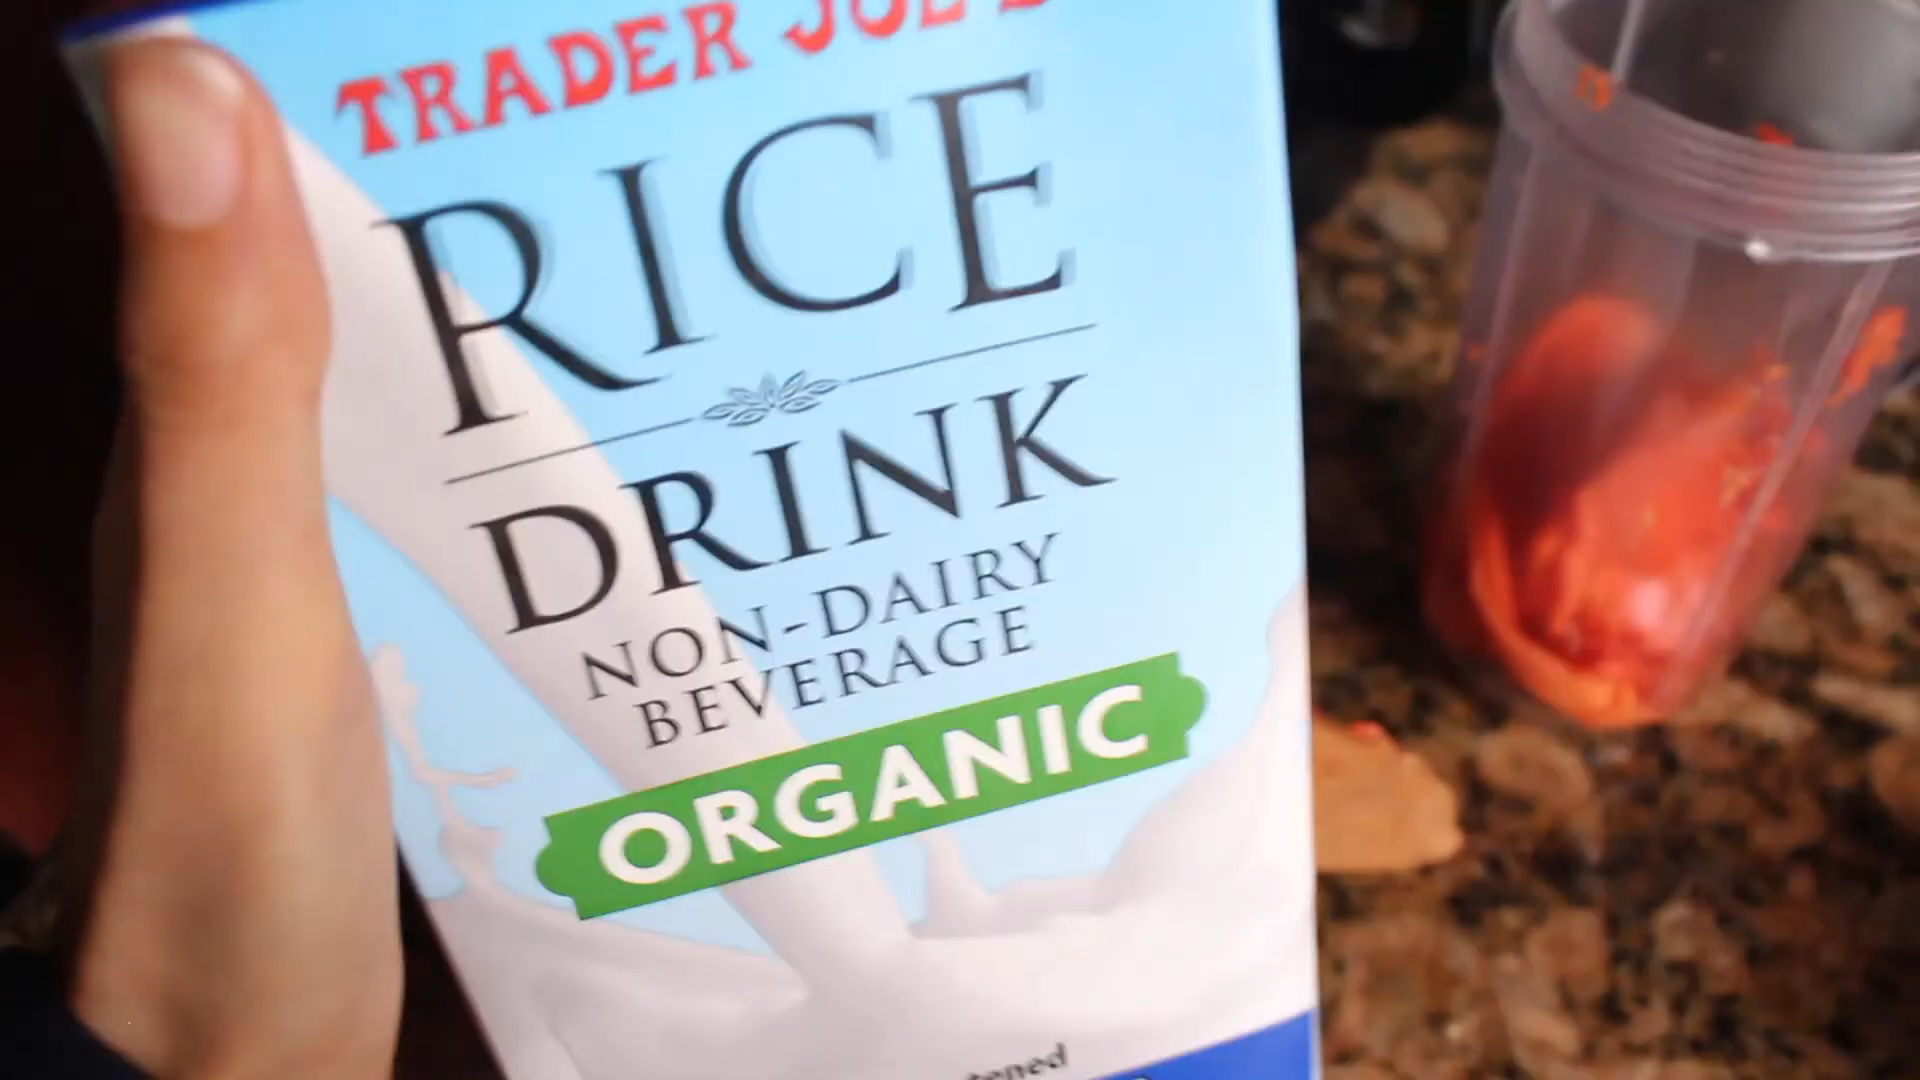 TRADER JOE'S
RICE
DRINK
NON-DAIRY
BEVERAGE
ORGANIC